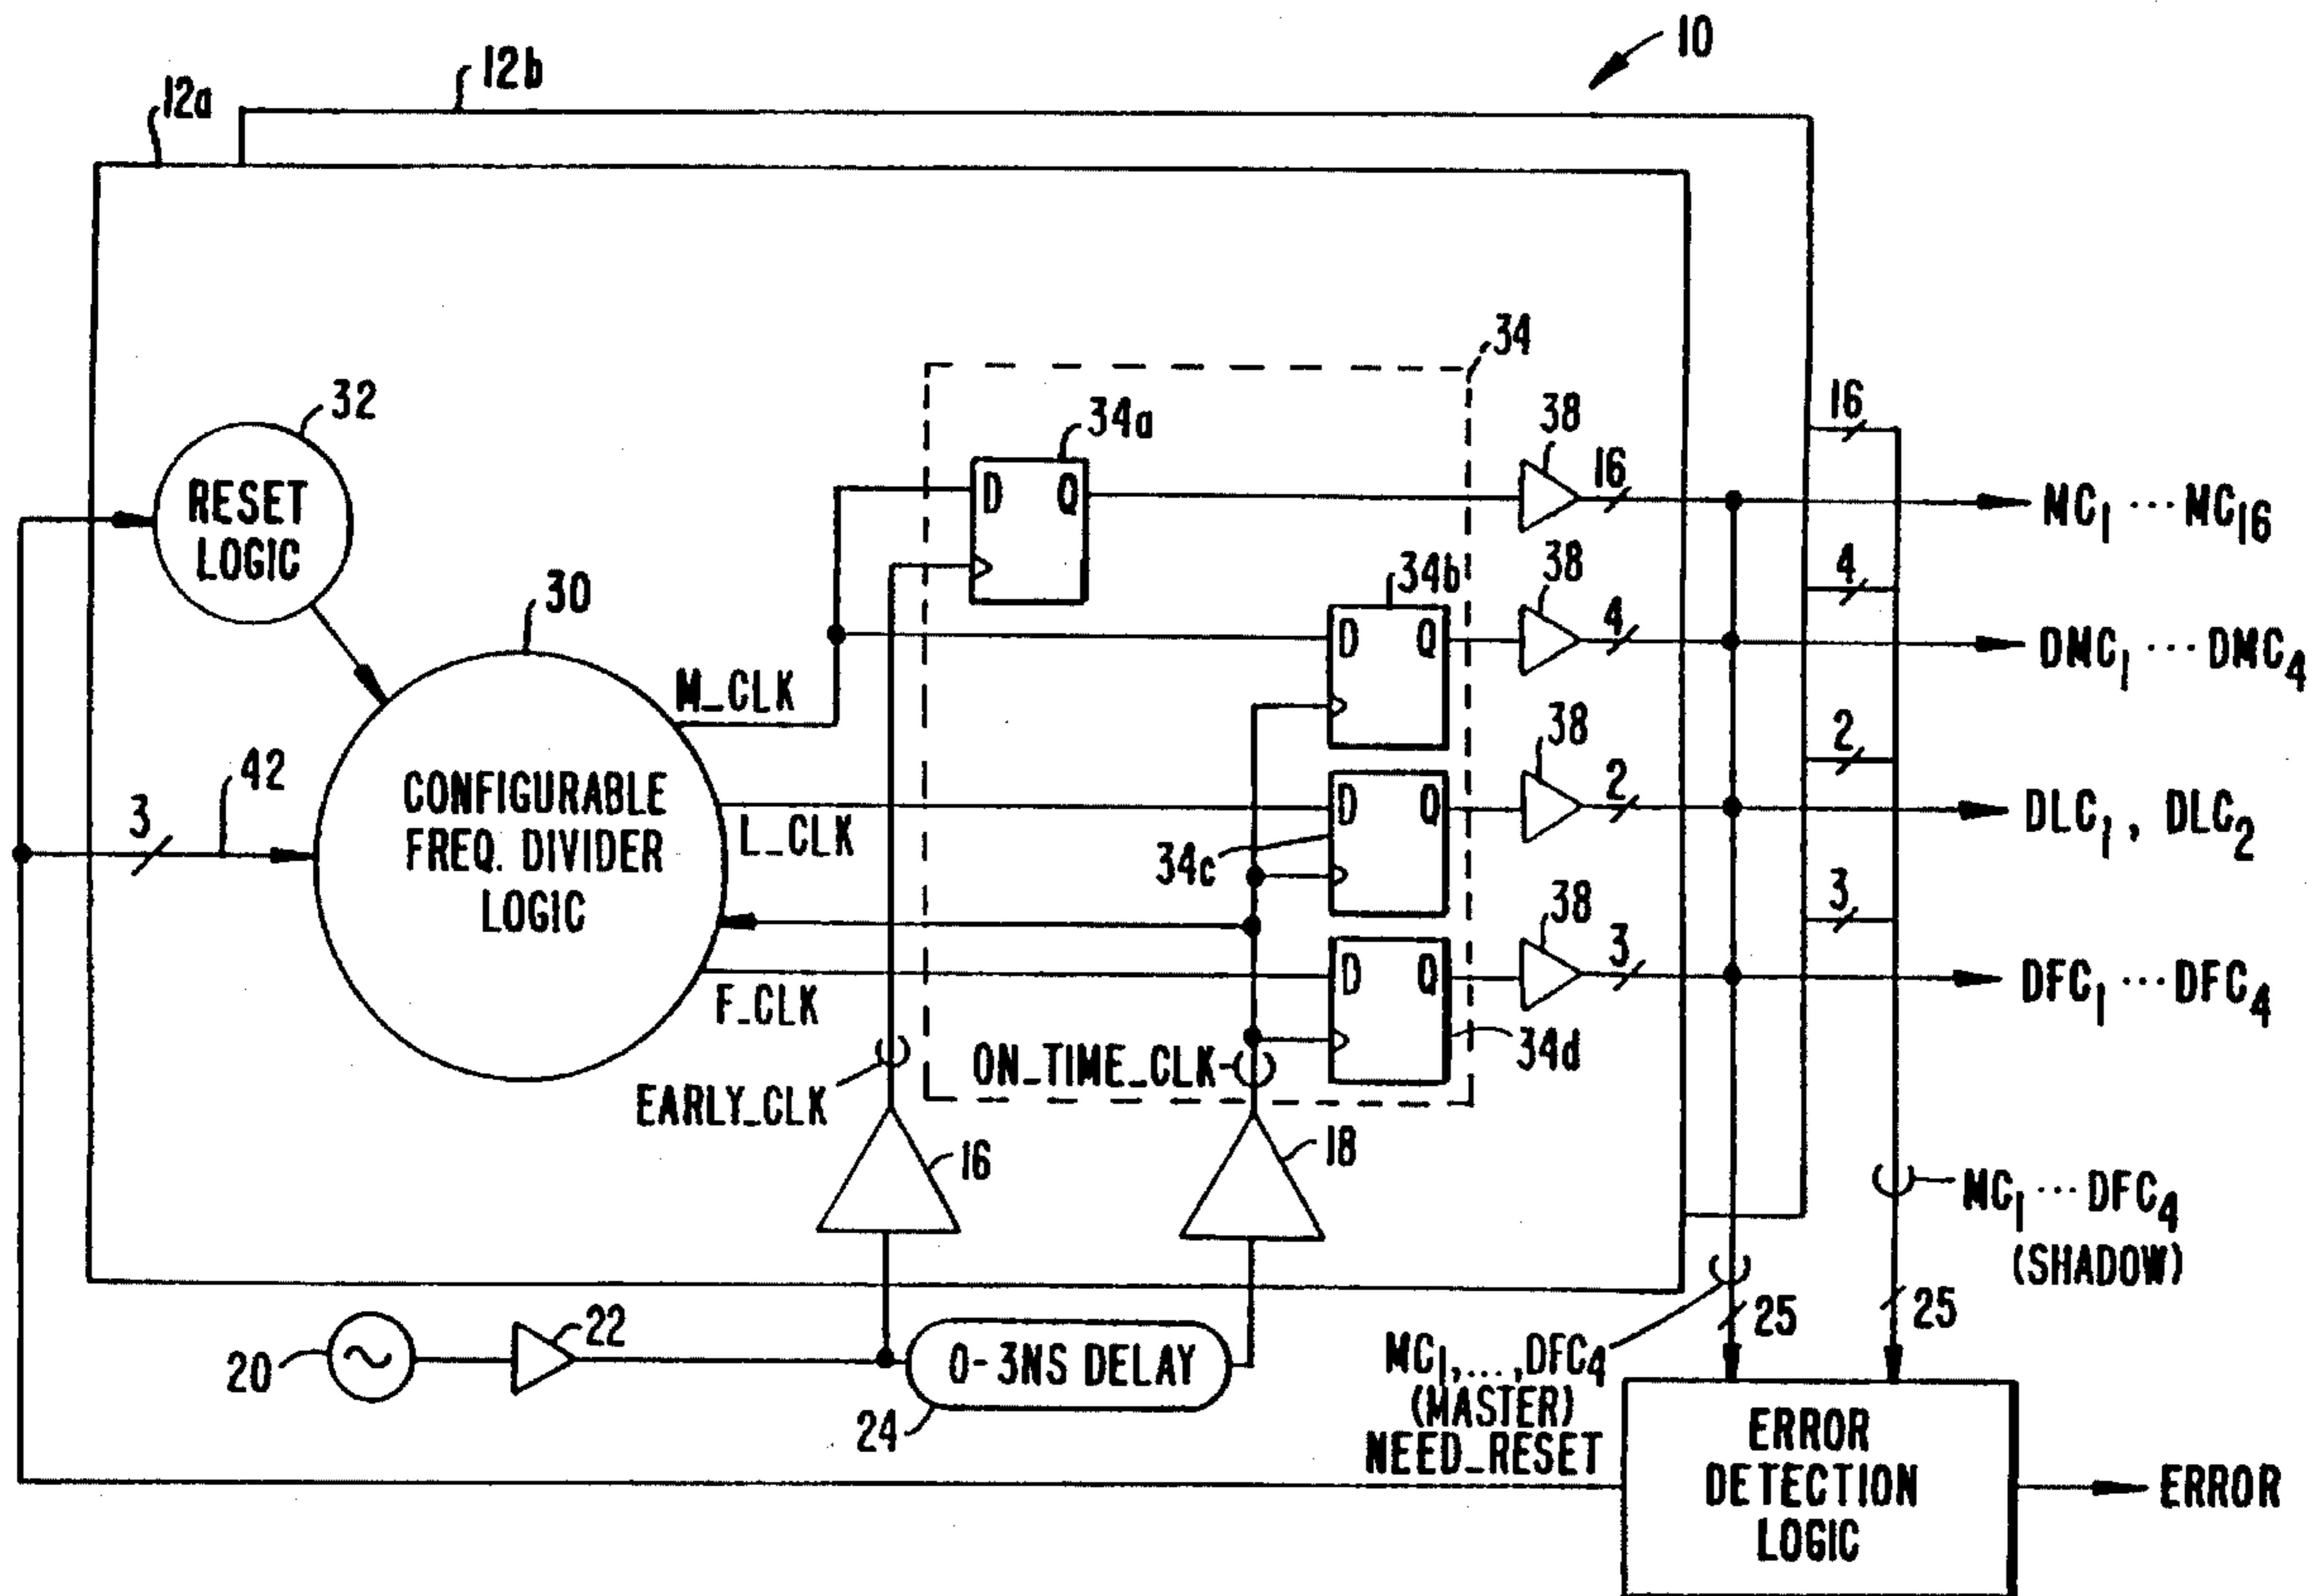 10
12a
12b
34
32
34a
38
16
16
RESET
LOGIC
MC1 ··· MC16
D Q
30
34b
38
4
4
D Q
DMC1 ··· DMC4
M_CLK
38
2
2
42
3
CONFIGURABLE
FREQ. DIVIDER
LOGIC
D Q
L_CLK
34c
DLC1 , DLC2
38
3
3
D Q
DFC1 ··· DFC4
F_CLK
ON_TIME_CLK
34d
EARLY_CLK
16
18
MC1 ··· DFC4
(SHADOW)
20
22
0-3NS DELAY
24
25
25
MC1,...,DFC4
(MASTER)
NEED_RESET
ERROR
DETECTION
LOGIC
ERROR